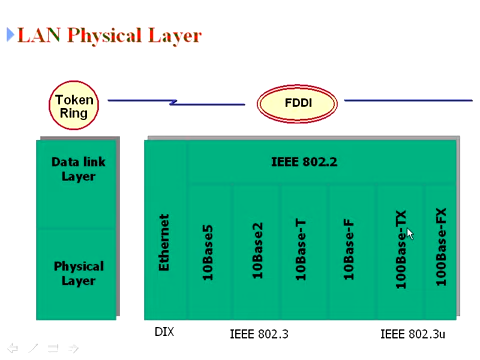 LAN Physical Layer
Token
Ring
FDDI
Data link
Layer
Physical
Layer
IEEE 802.2
Ethernet
10Base5
10Base2
10Base-T
10Base-F
100Base-TX
100Base-FX
DIX
IEEE 802.3
IEEE 802.3u